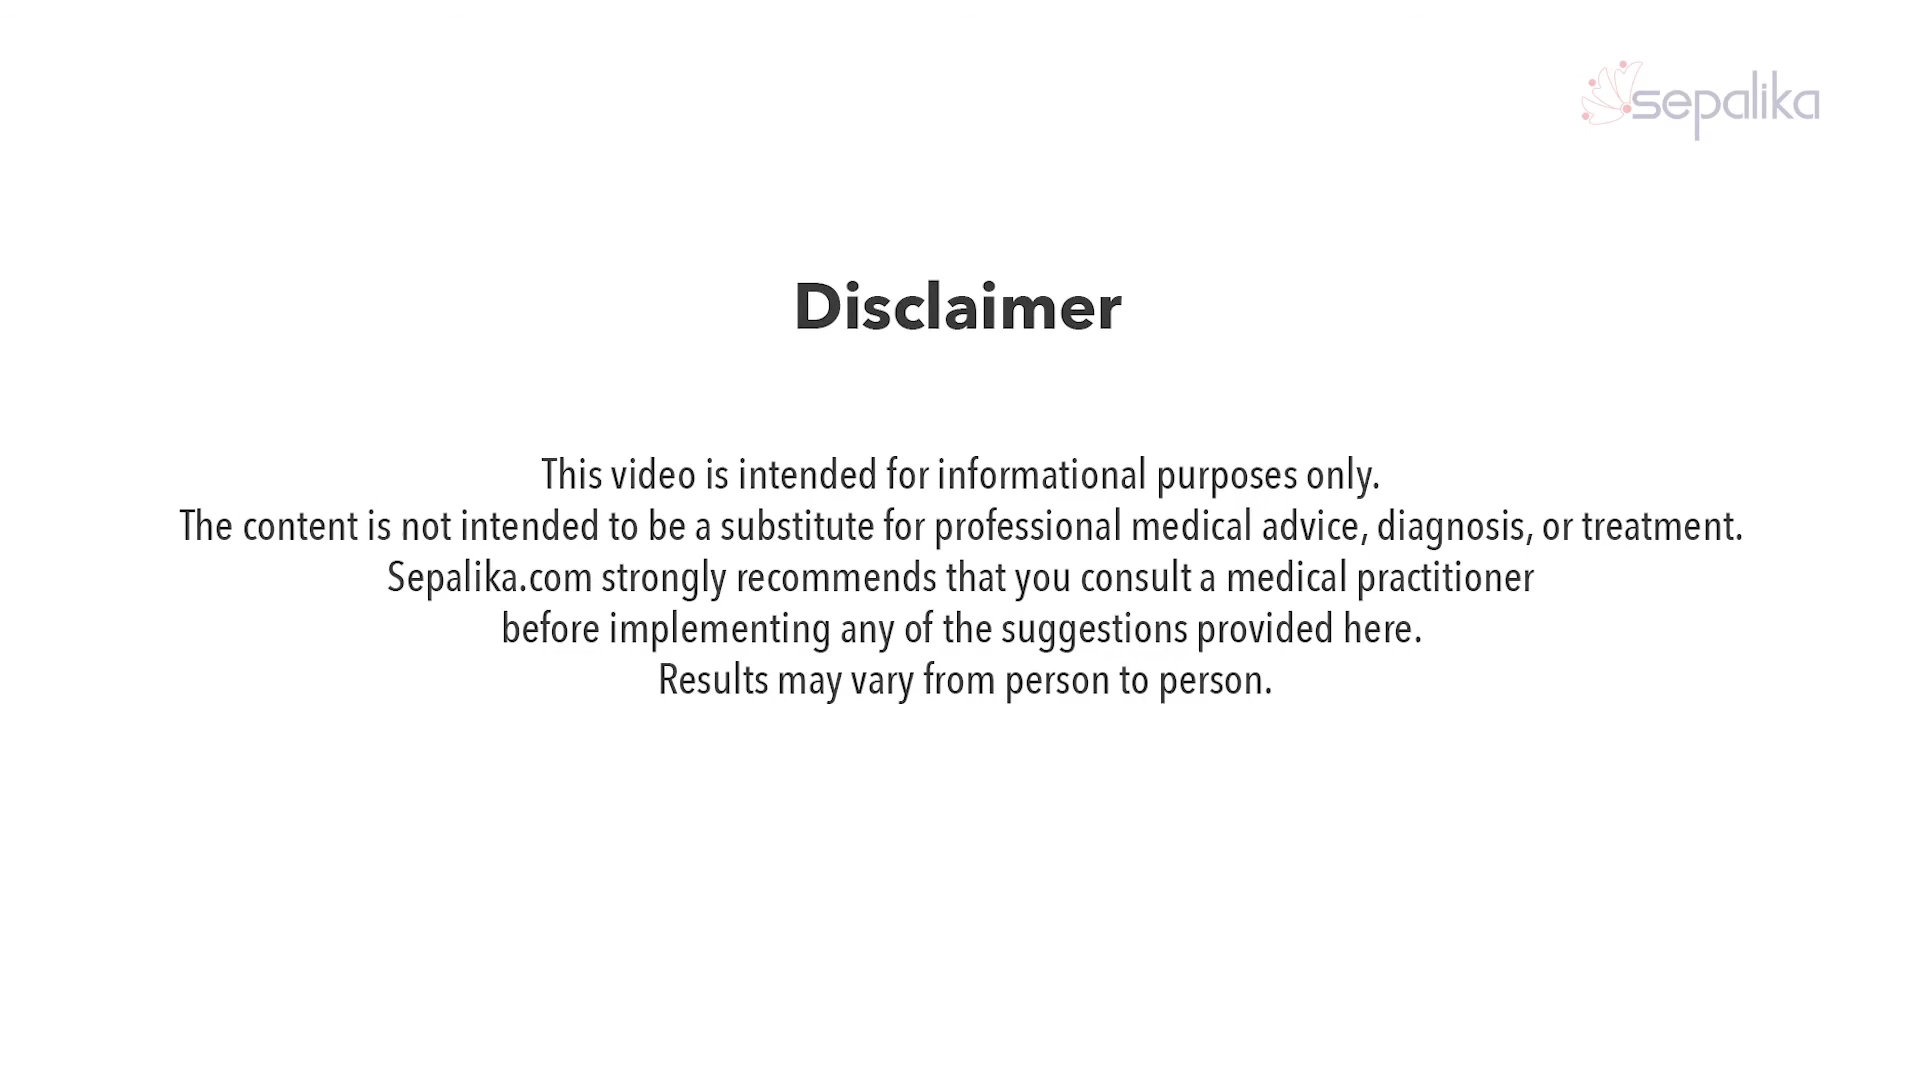 sepalika
Disclaimer
This video is intended for informational purposes only.
The content is not intended to be a substitute for professional medical advice, diagnosis, or treatment.
Sepalika.com strongly recommends that you consult a medical practitioner
before implementing any of the suggestions provided here.
Results may vary from person to person.